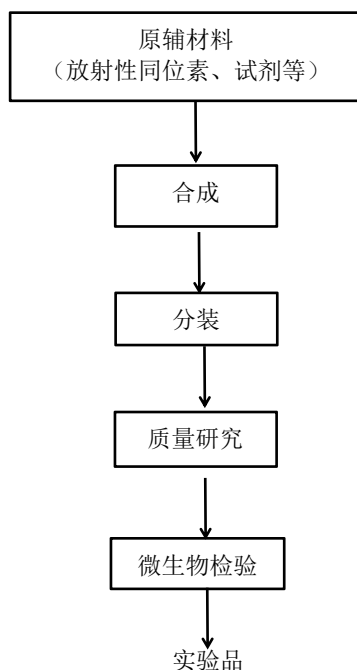 原辅材料
（放射性同位素、试剂等）
合成
分装
质量研究
微生物检验
实验品